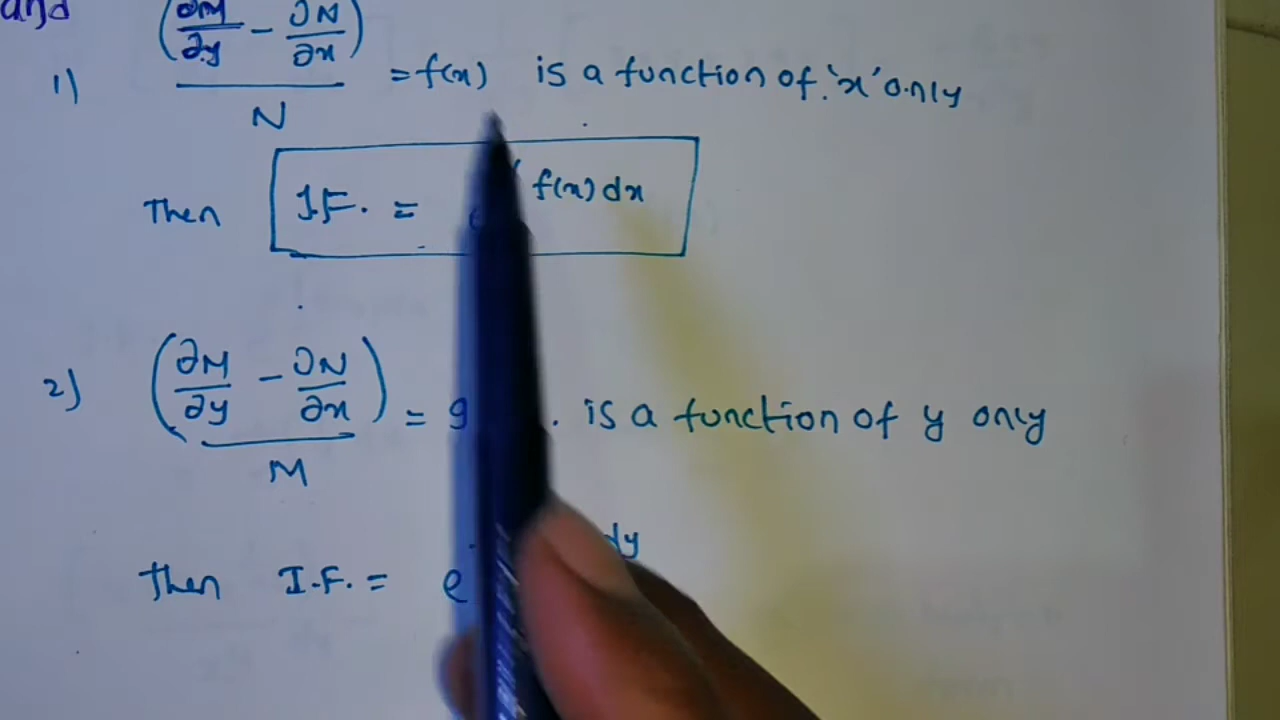 and
1) (∂M/∂y - ∂N/∂x)/N = f(x) is a function of 'x' only
Then I.F. = f(x) dx
2) (∂M/∂y - ∂N/∂x)/M = g . is a function of y only
Then I.F. = e dy